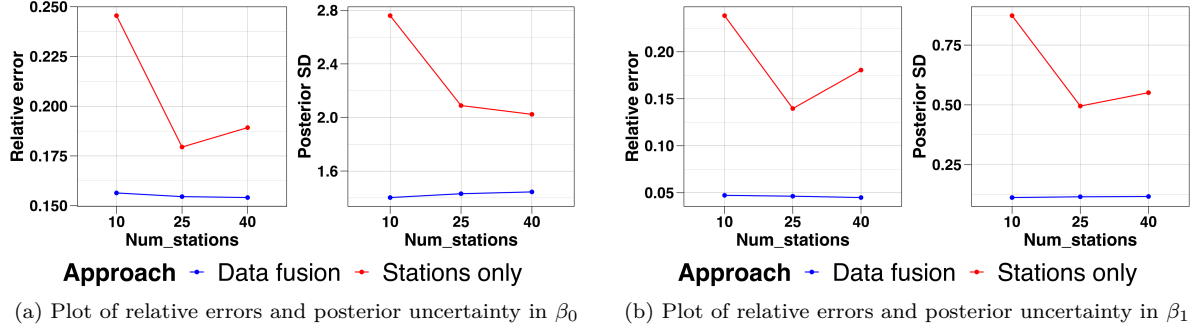 Relative error
0.250
0.225
0.200
0.175
0.150
10 25 40
Num_stations
Posterior SD
2.8
2.4
2.0
1.6
10 25 40
Num_stations
Approach Data fusion Stations only
(a) Plot of relative errors and posterior uncertainty in β0
Relative error
0.20
0.15
0.10
0.05
10 25 40
Num_stations
Posterior SD
0.75
0.50
0.25
10 25 40
Num_stations
Approach Data fusion Stations only
(b) Plot of relative errors and posterior uncertainty in β1